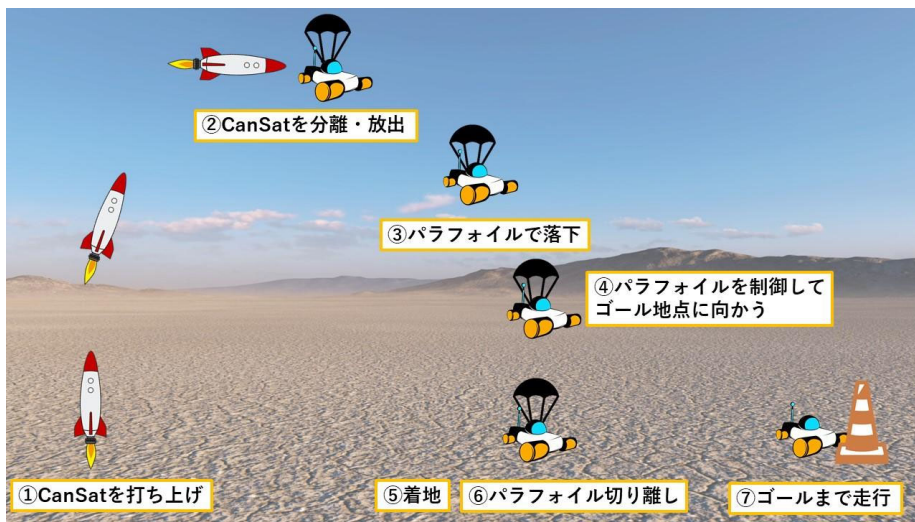 ①CanSatを打ち上げ
②CanSatを分離・放出
③パラフォイルで落下
④パラフォイルを制御して
ゴール地点に向かう
⑤着地
⑥パラフォイル切り離し
⑦ゴールまで走行